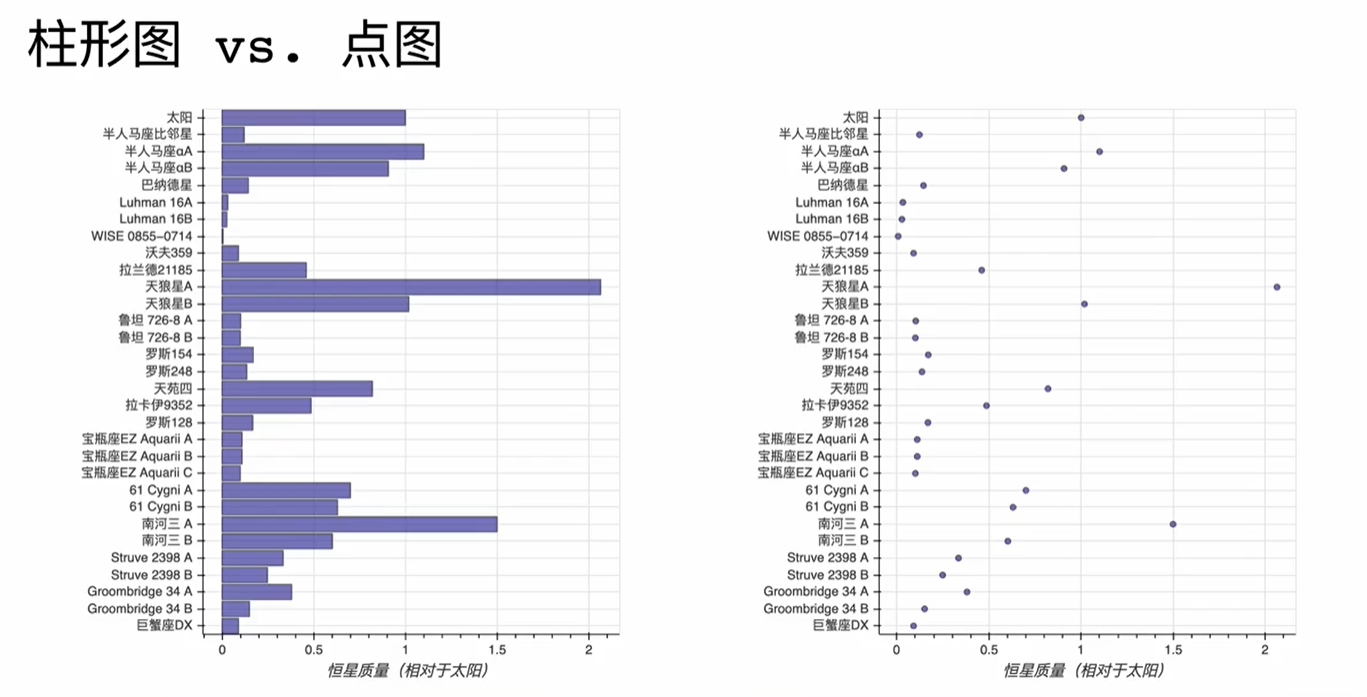 柱形图 vs. 点图
太阳
半人马座比邻星
半人马座αA
半人马座αB
巴纳德星
Luhman 16A
Luhman 16B
WISE 0855–0714
沃夫359
拉兰德21185
天狼星A
天狼星B
鲁坦 726-8 A
鲁坦 726-8 B
罗斯154
罗斯248
天苑四
拉卡伊9352
罗斯128
宝瓶座EZ Aquarii A
宝瓶座EZ Aquarii B
宝瓶座EZ Aquarii C
61 Cygni A
61 Cygni B
南河三 A
南河三 B
Struve 2398 A
Struve 2398 B
Groombridge 34 A
Groombridge 34 B
巨蟹座DX
0 0.5 1 1.5 2
恒星质量（相对于太阳）
太阳
半人马座比邻星
半人马座αA
半人马座αB
巴纳德星
Luhman 16A
Luhman 16B
WISE 0855–0714
沃夫359
拉兰德21185
天狼星A
天狼星B
鲁坦 726-8 A
鲁坦 726-8 B
罗斯154
罗斯248
天苑四
拉卡伊9352
罗斯128
宝瓶座EZ Aquarii A
宝瓶座EZ Aquarii B
宝瓶座EZ Aquarii C
61 Cygni A
61 Cygni B
南河三 A
南河三 B
Struve 2398 A
Struve 2398 B
Groombridge 34 A
Groombridge 34 B
巨蟹座DX
0 0.5 1 1.5 2
恒星质量（相对于太阳）